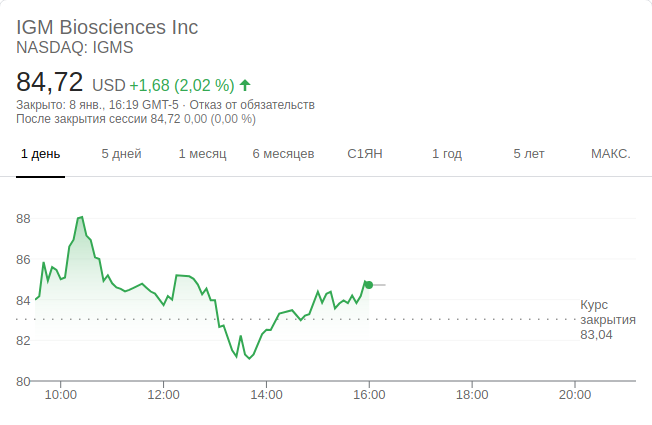 IGM Biosciences Inc
NASDAQ: IGMS
84,72 USD +1,68 (2,02 %)
Закрыто: 8 янв., 16:19 GMT-5 · Отказ от обязательств
После закрытия сессии 84,72 0,00 (0,00 %)
1 день 5 дней 1 месяц 6 месяцев С1ЯН 1 год 5 лет МАКС.
88
86
84
82
80
Курс
закрытия
83,04
10:00 12:00 14:00 16:00 18:00 20:00